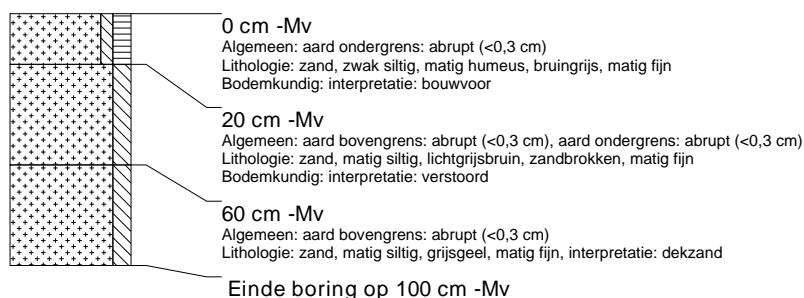 0 cm -Mv
Algemeen: aard ondergrens: abrupt (<0,3 cm)
Lithologie: zand, zwak siltig, matig humeus, bruingrijs, matig fijn
Bodemkundig: interpretatie: bouwvoor
20 cm -Mv
Algemeen: aard bovengrens: abrupt (<0,3 cm), aard ondergrens: abrupt (<0,3 cm)
Lithologie: zand, matig siltig, lichtgrijsbruin, zandbrokken, matig fijn
Bodemkundig: interpretatie: verstoord
60 cm -Mv
Algemeen: aard bovengrens: abrupt (<0,3 cm)
Lithologie: zand, matig siltig, grijsgeel, matig fijn, interpretatie: dekzand
Einde boring op 100 cm -Mv